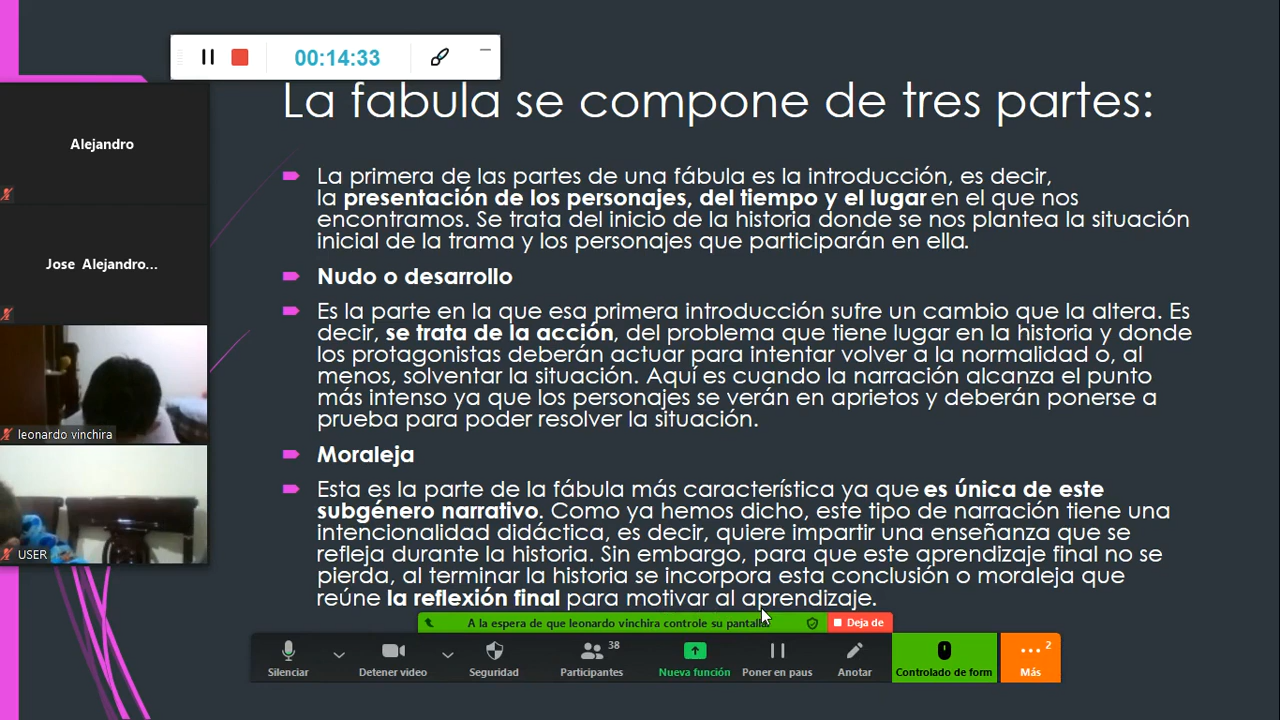 00:14:33
La fabula se compone de tres partes:
Alejandro
Jose Alejandro...
leonardo vinchira
USER
La primera de las partes de una fábula es la introducción, es decir,
la presentación de los personajes, del tiempo y el lugar en el que nos
encontramos. Se trata del inicio de la historia donde se nos plantea la situación
inicial de la trama y los personajes que participarán en ella.
Nudo o desarrollo
Es la parte en la que esa primera introducción sufre un cambio que la altera. Es
decir, se trata de la acción, del problema que tiene lugar en la historia y donde
los protagonistas deberán actuar para intentar volver a la normalidad o, al
menos, solventar la situación. Aquí es cuando la narración alcanza el punto
más intenso ya que los personajes se verán en aprietos y deberán ponerse a
prueba para poder resolver la situación.
Moraleja
Esta es la parte de la fábula más característica ya que es única de este
subgénero narrativo. Como ya hemos dicho, este tipo de narración tiene una
intencionalidad didáctica, es decir, quiere impartir una enseñanza que se
refleja durante la historia. Sin embargo, para que este aprendizaje final no se
pierda, al terminar la historia se incorpora esta conclusión o moraleja que
reúne la reflexión final para motivar al aprendizaje.
A la espera de que leonardo vinchira controle su pantalla.
Deja de
38
2
Silenciar
Detener video
Seguridad
Participantes
Nueva función
Poner en paus
Anotar
Controlado de form
Más